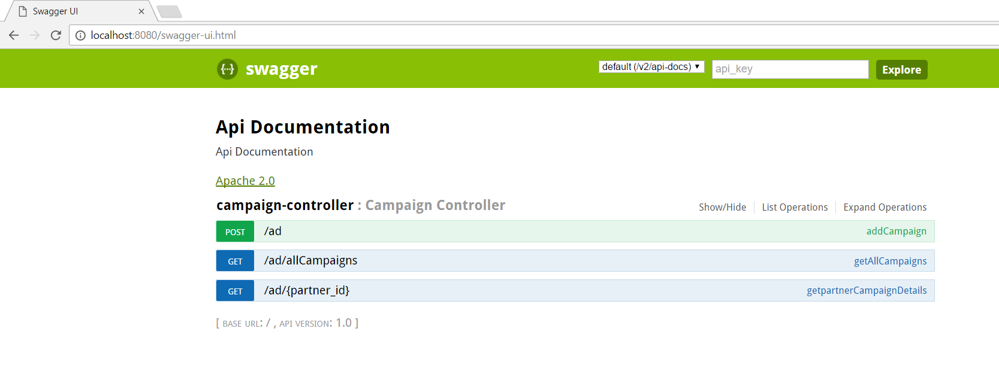 Swagger UI
localhost:8080/swagger-ui.html
{···} swagger default (/v2/api-docs) api_key Explore
Api Documentation
Api Documentation
Apache 2.0
campaign-controller : Campaign Controller Show/Hide List Operations Expand Operations
POST /ad addCampaign
GET /ad/allCampaigns getAllCampaigns
GET /ad/{partner_id} getpartnerCampaignDetails
[ BASE URL: / , API VERSION: 1.0 ]